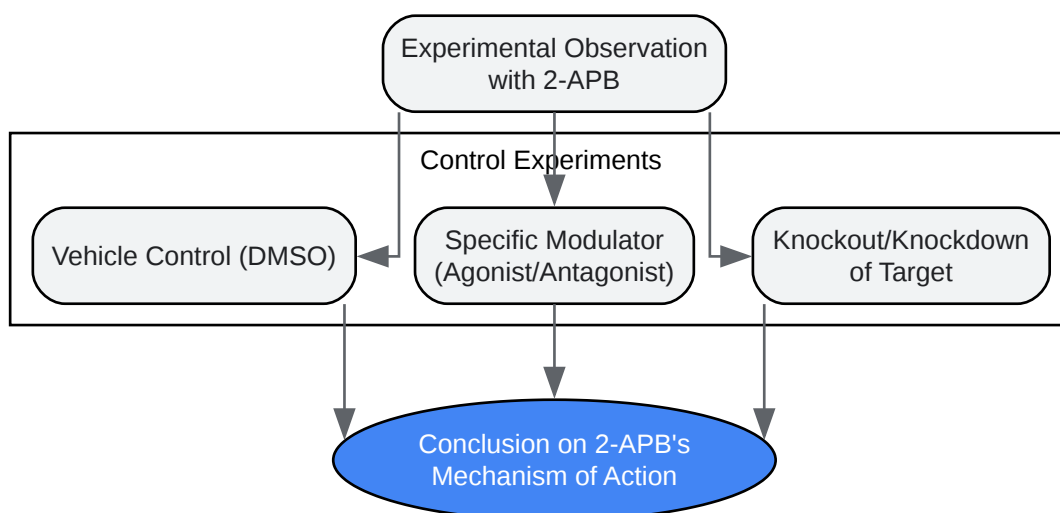 Experimental Observation
with 2-APB
Control Experiments
Vehicle Control (DMSO)
Specific Modulator
(Agonist/Antagonist)
Knockout/Knockdown
of Target
Conclusion on 2-APB's
Mechanism of Action